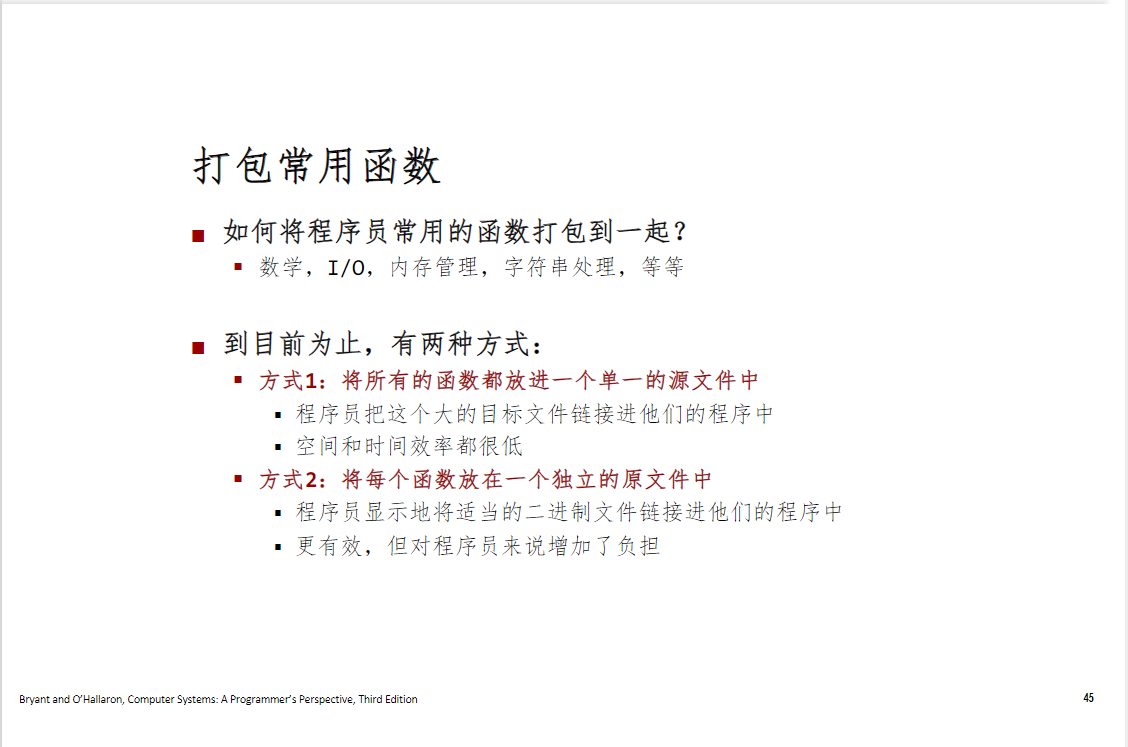 打包常用函数
■ 如何将程序员常用的函数打包到一起？
▪ 数学，I/O，内存管理，字符串处理，等等
■ 到目前为止，有两种方式：
▪ 方式1：将所有的函数都放进一个单一的源文件中
▪ 程序员把这个大的目标文件链接进他们的程序中
▪ 空间和时间效率都很低
▪ 方式2：将每个函数放在一个独立的原文件中
▪ 程序员显示地将适当的二进制文件链接进他们的程序中
▪ 更有效，但对程序员来说增加了负担
Bryant and O’Hallaron, Computer Systems: A Programmer’s Perspective, Third Edition
45